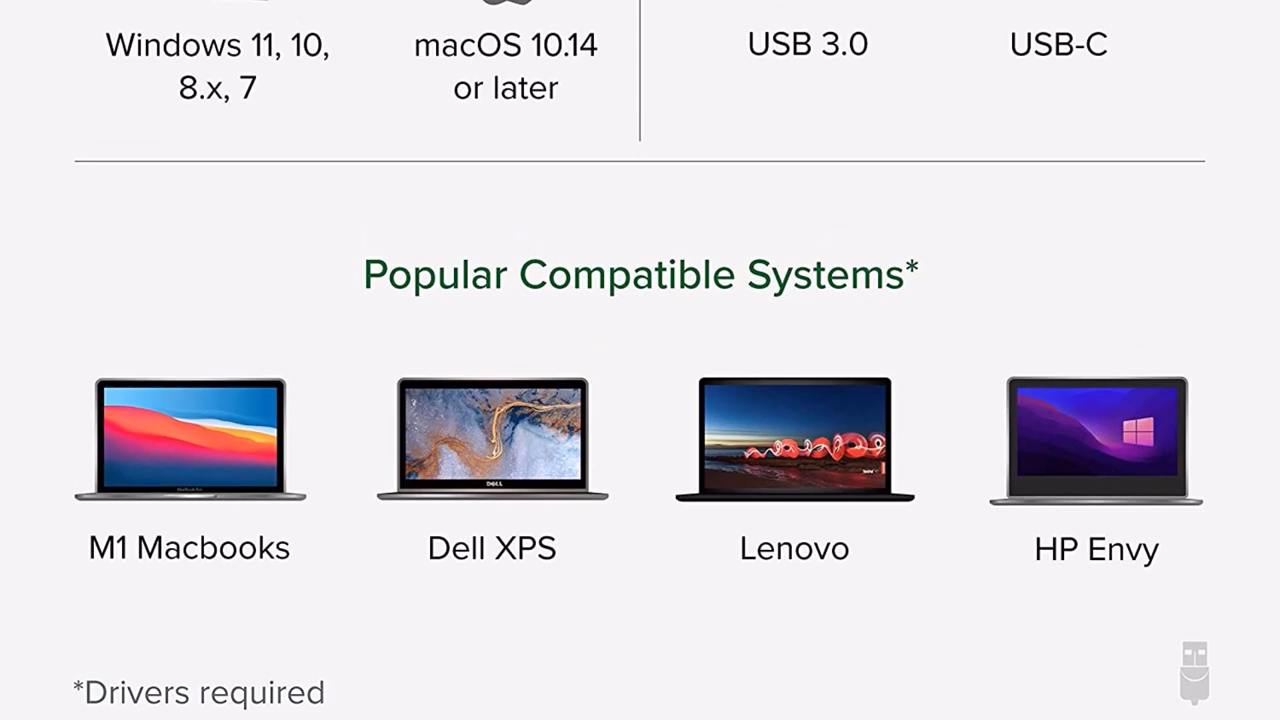 Windows 11, 10,
8.x, 7
macOS 10.14
or later
USB 3.0
USB-C
Popular Compatible Systems*
DELL
M1 Macbooks
Dell XPS
Lenovo
HP Envy
*Drivers required